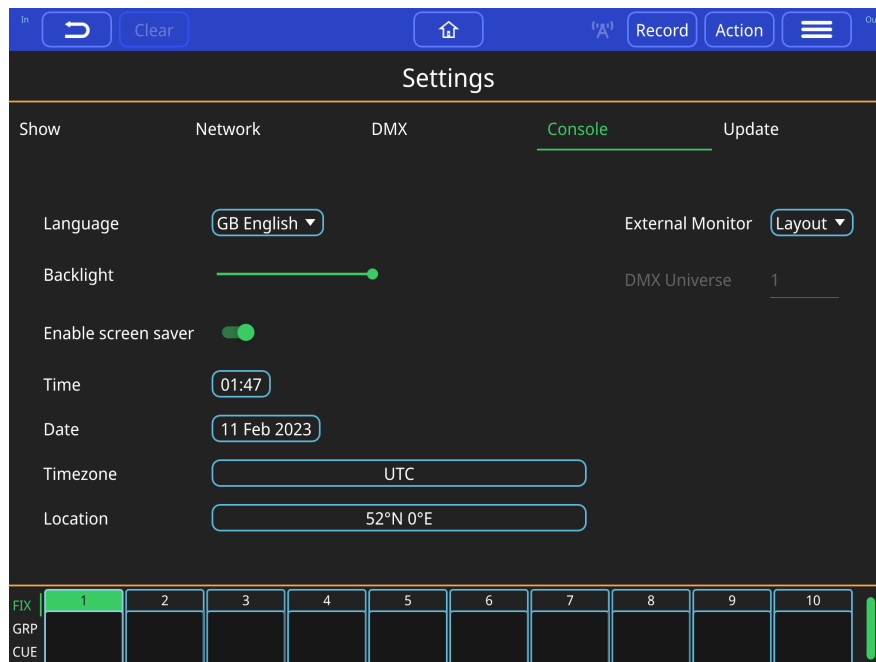 In Clear Record Action
Settings
Show Network DMX Console Update
Language GB English External Monitor Layout
Backlight DMX Universe 1
Enable screen saver
Time 01:47
Date 11 Feb 2023
Timezone UTC
Location 52°N 0°E
FIX 1 2 3 4 5 6 7 8 9 10
GRP
CUE